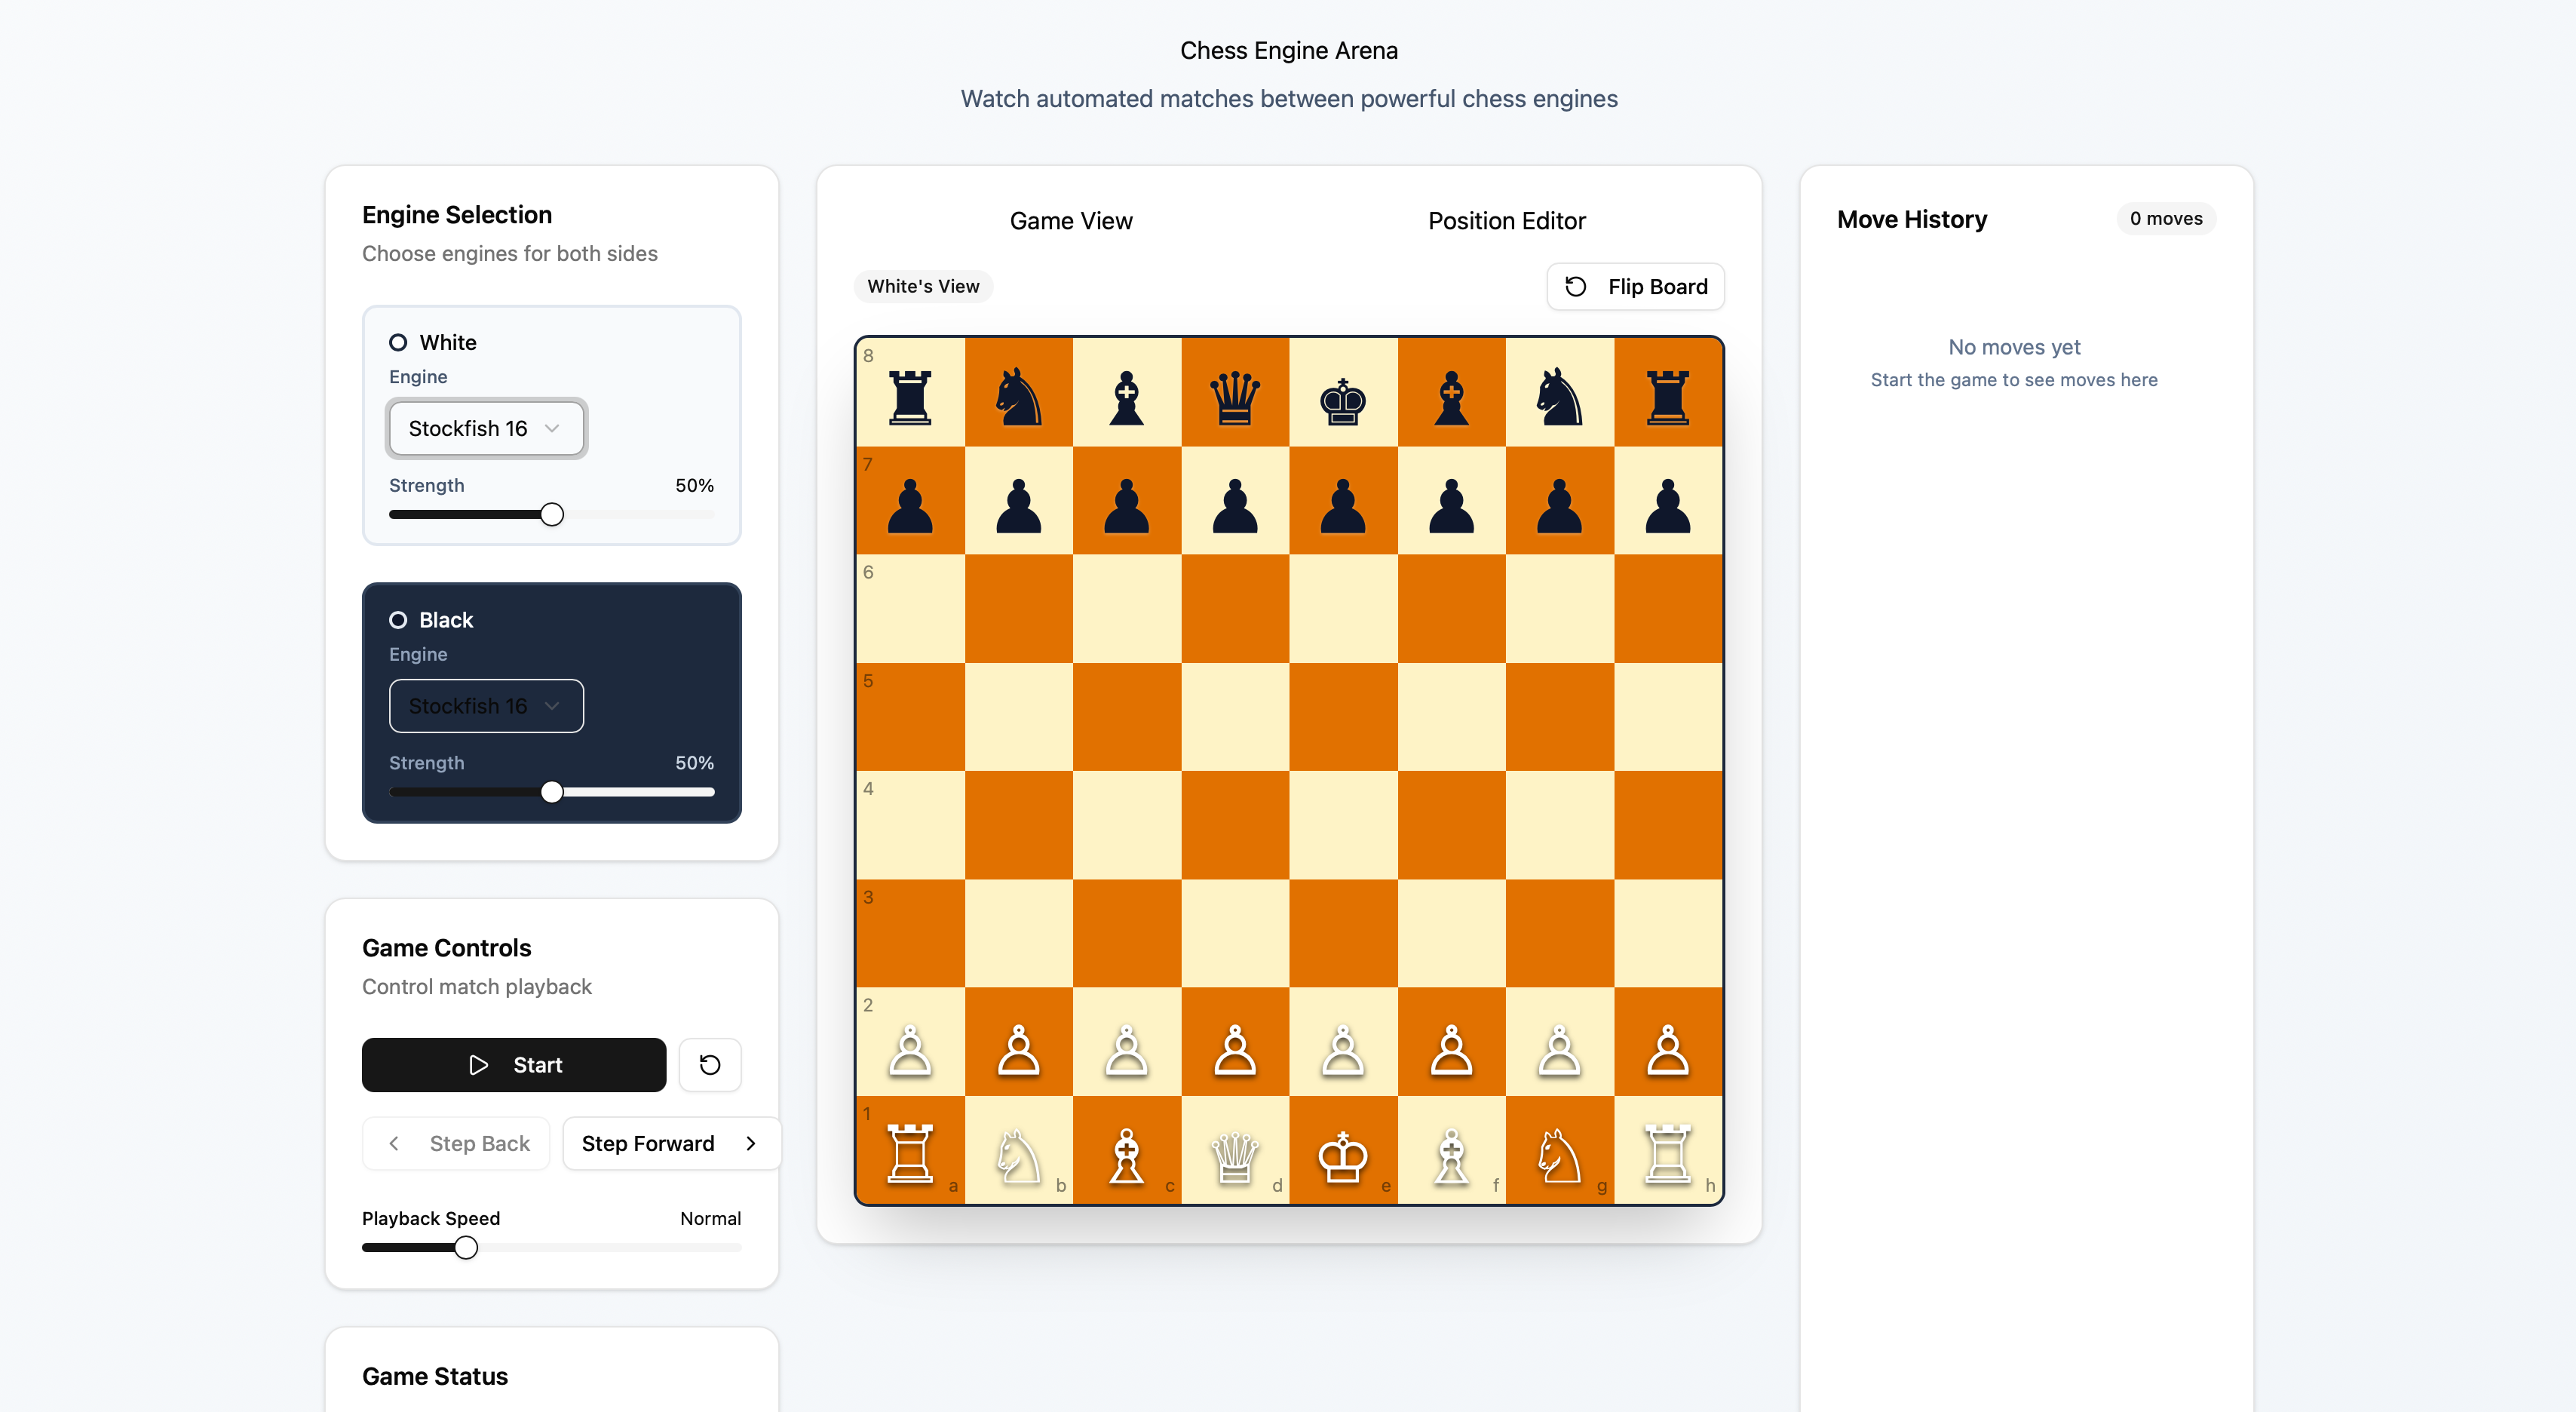 Chess Engine Arena
Watch automated matches between powerful chess engines
Engine Selection
Choose engines for both sides
White
Engine
Stockfish 16
Strength 50%
Black
Engine
Stockfish 16
Strength 50%
Game Controls
Control match playback
Start
Step Back Step Forward
Playback Speed Normal
Game Status
Game View Position Editor
White's View Flip Board
8
7
6
5
4
3
2
1
a b c d e f g h
Move History 0 moves
No moves yet
Start the game to see moves here